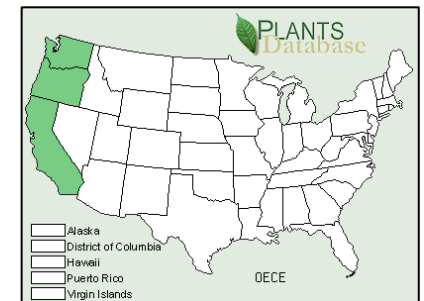 PLANTS
Database
Alaska
District of Columbia
Hawaii
Puerto Rico
Virgin Islands
OECE